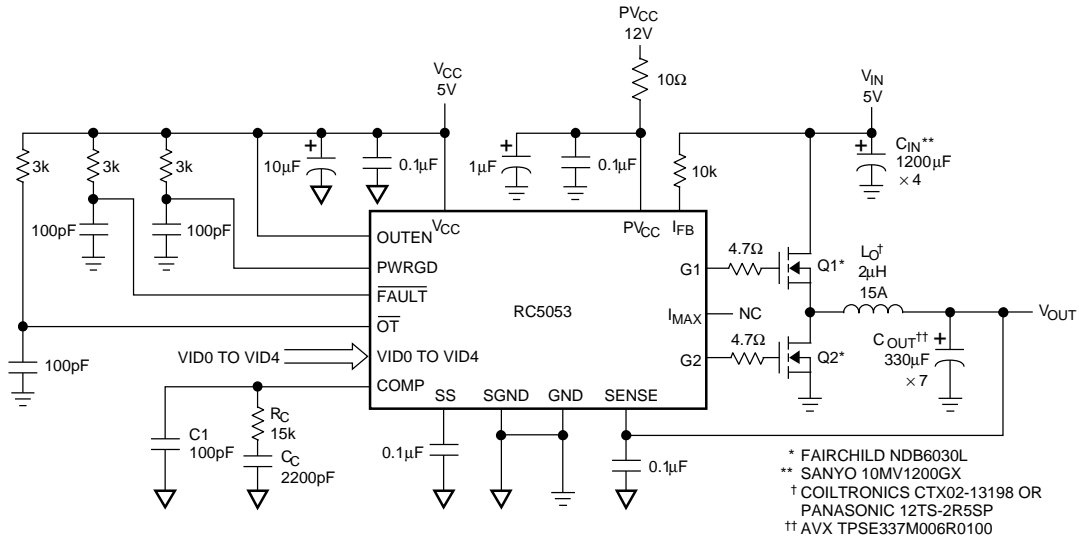 PVCC
12V
10Ω
VCC
5V
VIN
5V
3k
3k
3k
10µF
+
0.1µF
1µF
+
0.1µF
10k
+
CIN**
1200µF
× 4
100pF
100pF
VCC
PVCC
IFB
OUTEN
PWRGD
FAULT
OT
VID0 TO VID4
VID0 TO VID4
COMP
RC5053
G1
IMAX
G2
NC
4.7Ω
4.7Ω
Q1*
Q2*
LO†
2µH
15A
VOUT
COUT††
+
330µF
× 7
100pF
SS
SGND
GND
SENSE
C1
100pF
RC
15k
CC
2200pF
0.1µF
0.1µF
* FAIRCHILD NDB6030L
** SANYO 10MV1200GX
† COILTRONICS CTX02-13198 OR
PANASONIC 12TS-2R5SP
†† AVX TPSE337M006R0100